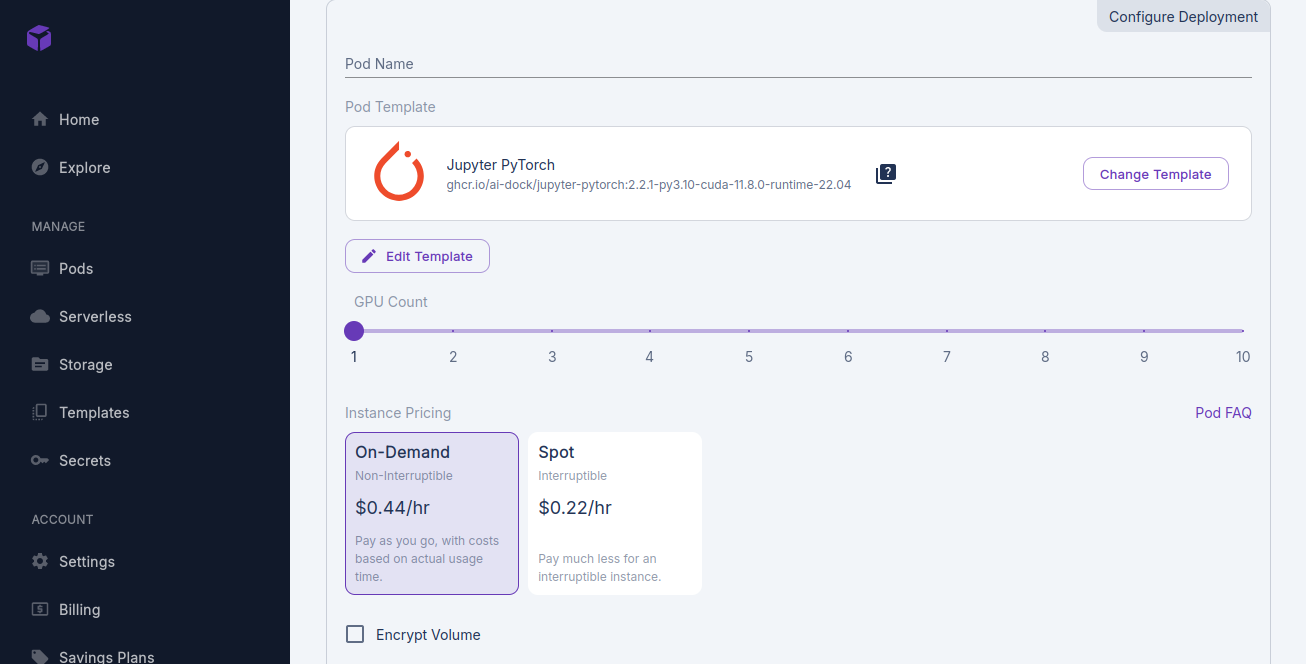 Home
Explore
MANAGE
Pods
Serverless
Storage
Templates
Secrets
ACCOUNT
Settings
Billing
Savings Plans
Configure Deployment
Pod Name
Pod Template
Jupyter PyTorch
ghcr.io/ai-dock/jupyter-pytorch:2.2.1-py3.10-cuda-11.8.0-runtime-22.04
?
Change Template
Edit Template
GPU Count
1 2 3 4 5 6 7 8 9 10
Instance Pricing
Pod FAQ
On-Demand
Non-Interruptible
$0.44/hr
Pay as you go, with costs
based on actual usage
time.
Spot
Interruptible
$0.22/hr
Pay much less for an
interruptible instance.
Encrypt Volume